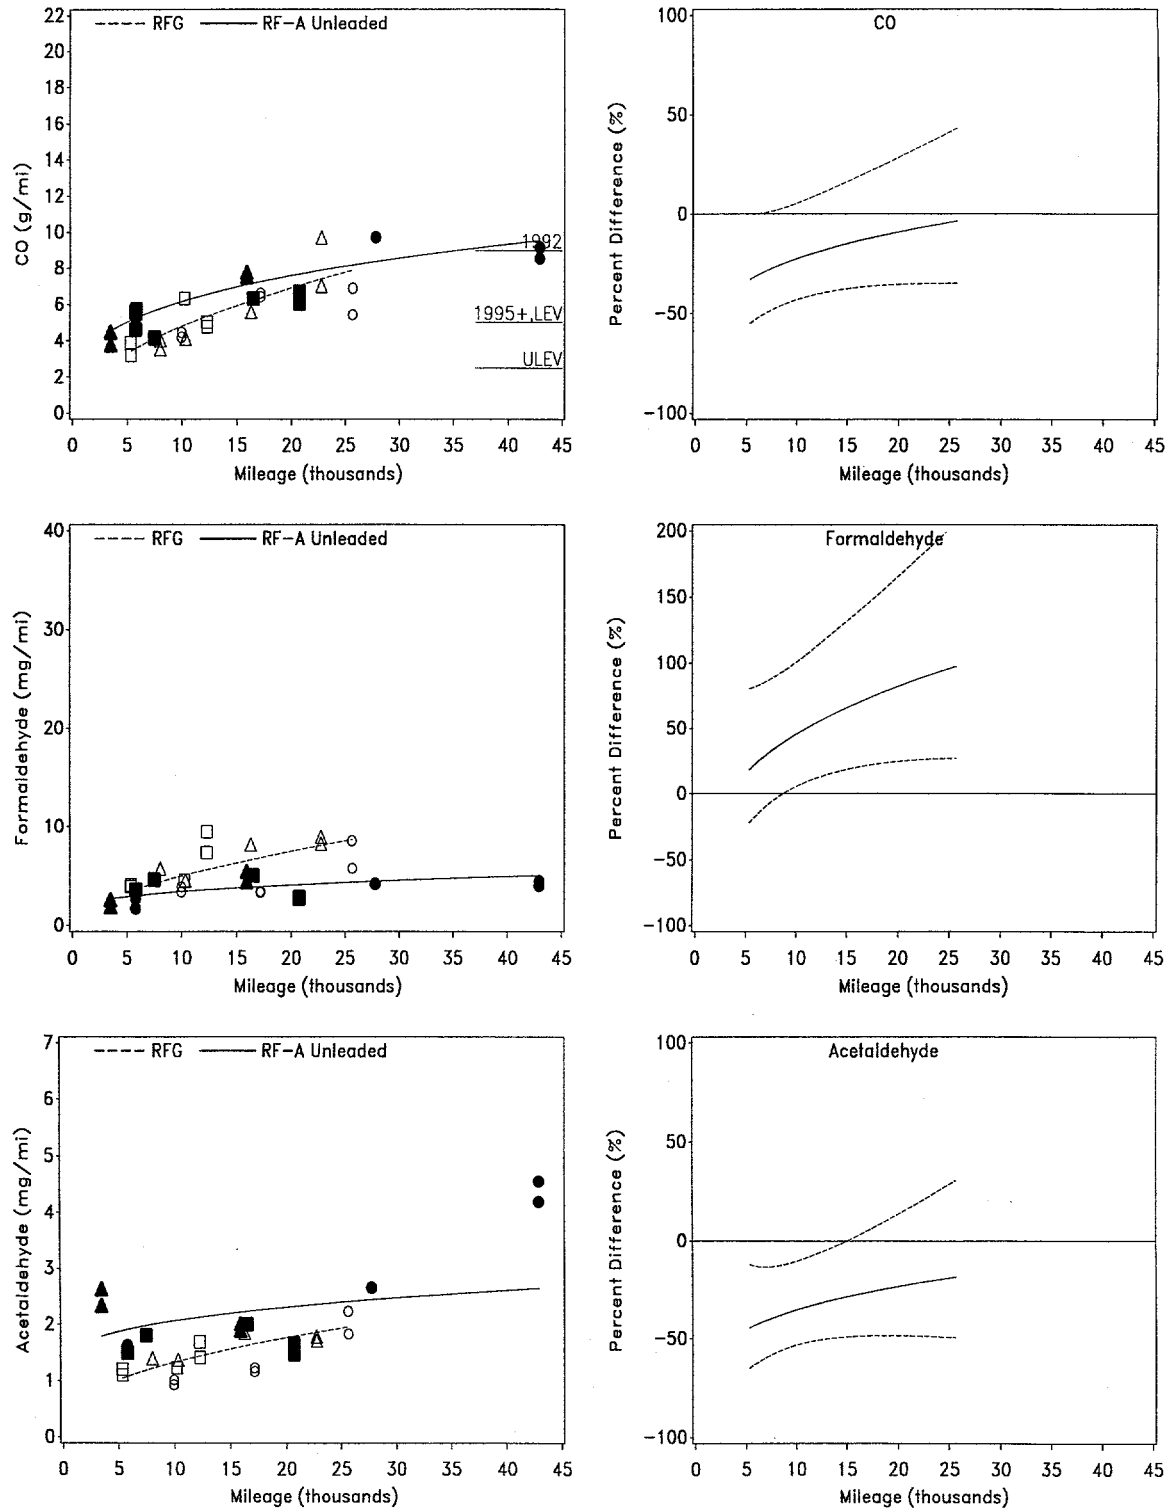 RFG RF-A Unleaded
22
20
18
16
14
12
10
8
6
4
2
0
CO (g/mi)
1992
1995+,LEV
ULEV
0 5 10 15 20 25 30 35 40 45
Mileage (thousands)
CO
100
50
0
-50
-100
Percent Difference (%)
0 5 10 15 20 25 30 35 40 45
Mileage (thousands)
RFG RF-A Unleaded
40
30
20
10
0
Formaldehyde (mg/mi)
0 5 10 15 20 25 30 35 40 45
Mileage (thousands)
Formaldehyde
200
150
100
50
0
-50
-100
Percent Difference (%)
0 5 10 15 20 25 30 35 40 45
Mileage (thousands)
RFG RF-A Unleaded
7
6
5
4
3
2
1
0
Acetaldehyde (mg/mi)
0 5 10 15 20 25 30 35 40 45
Mileage (thousands)
Acetaldehyde
100
50
0
-50
-100
Percent Difference (%)
0 5 10 15 20 25 30 35 40 45
Mileage (thousands)